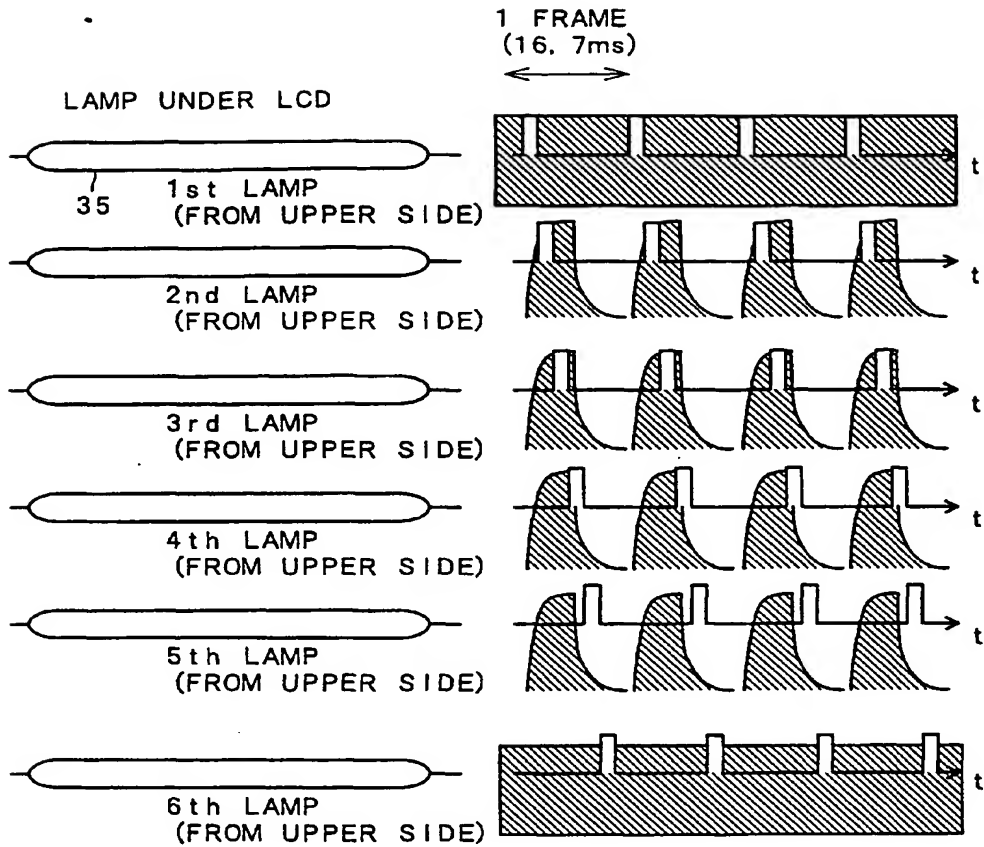 1 FRAME
(16. 7ms)
LAMP UNDER LCD
t
35
1st LAMP
(FROM UPPER SIDE)
t
2nd LAMP
(FROM UPPER SIDE)
t
3rd LAMP
(FROM UPPER SIDE)
t
4th LAMP
(FROM UPPER SIDE)
t
5th LAMP
(FROM UPPER SIDE)
t
6th LAMP
(FROM UPPER SIDE)